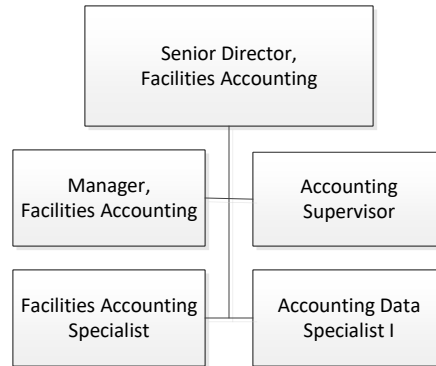 Senior Director,
Facilities Accounting
Manager,
Facilities Accounting
Accounting
Supervisor
Facilities Accounting
Specialist
Accounting Data
Specialist I